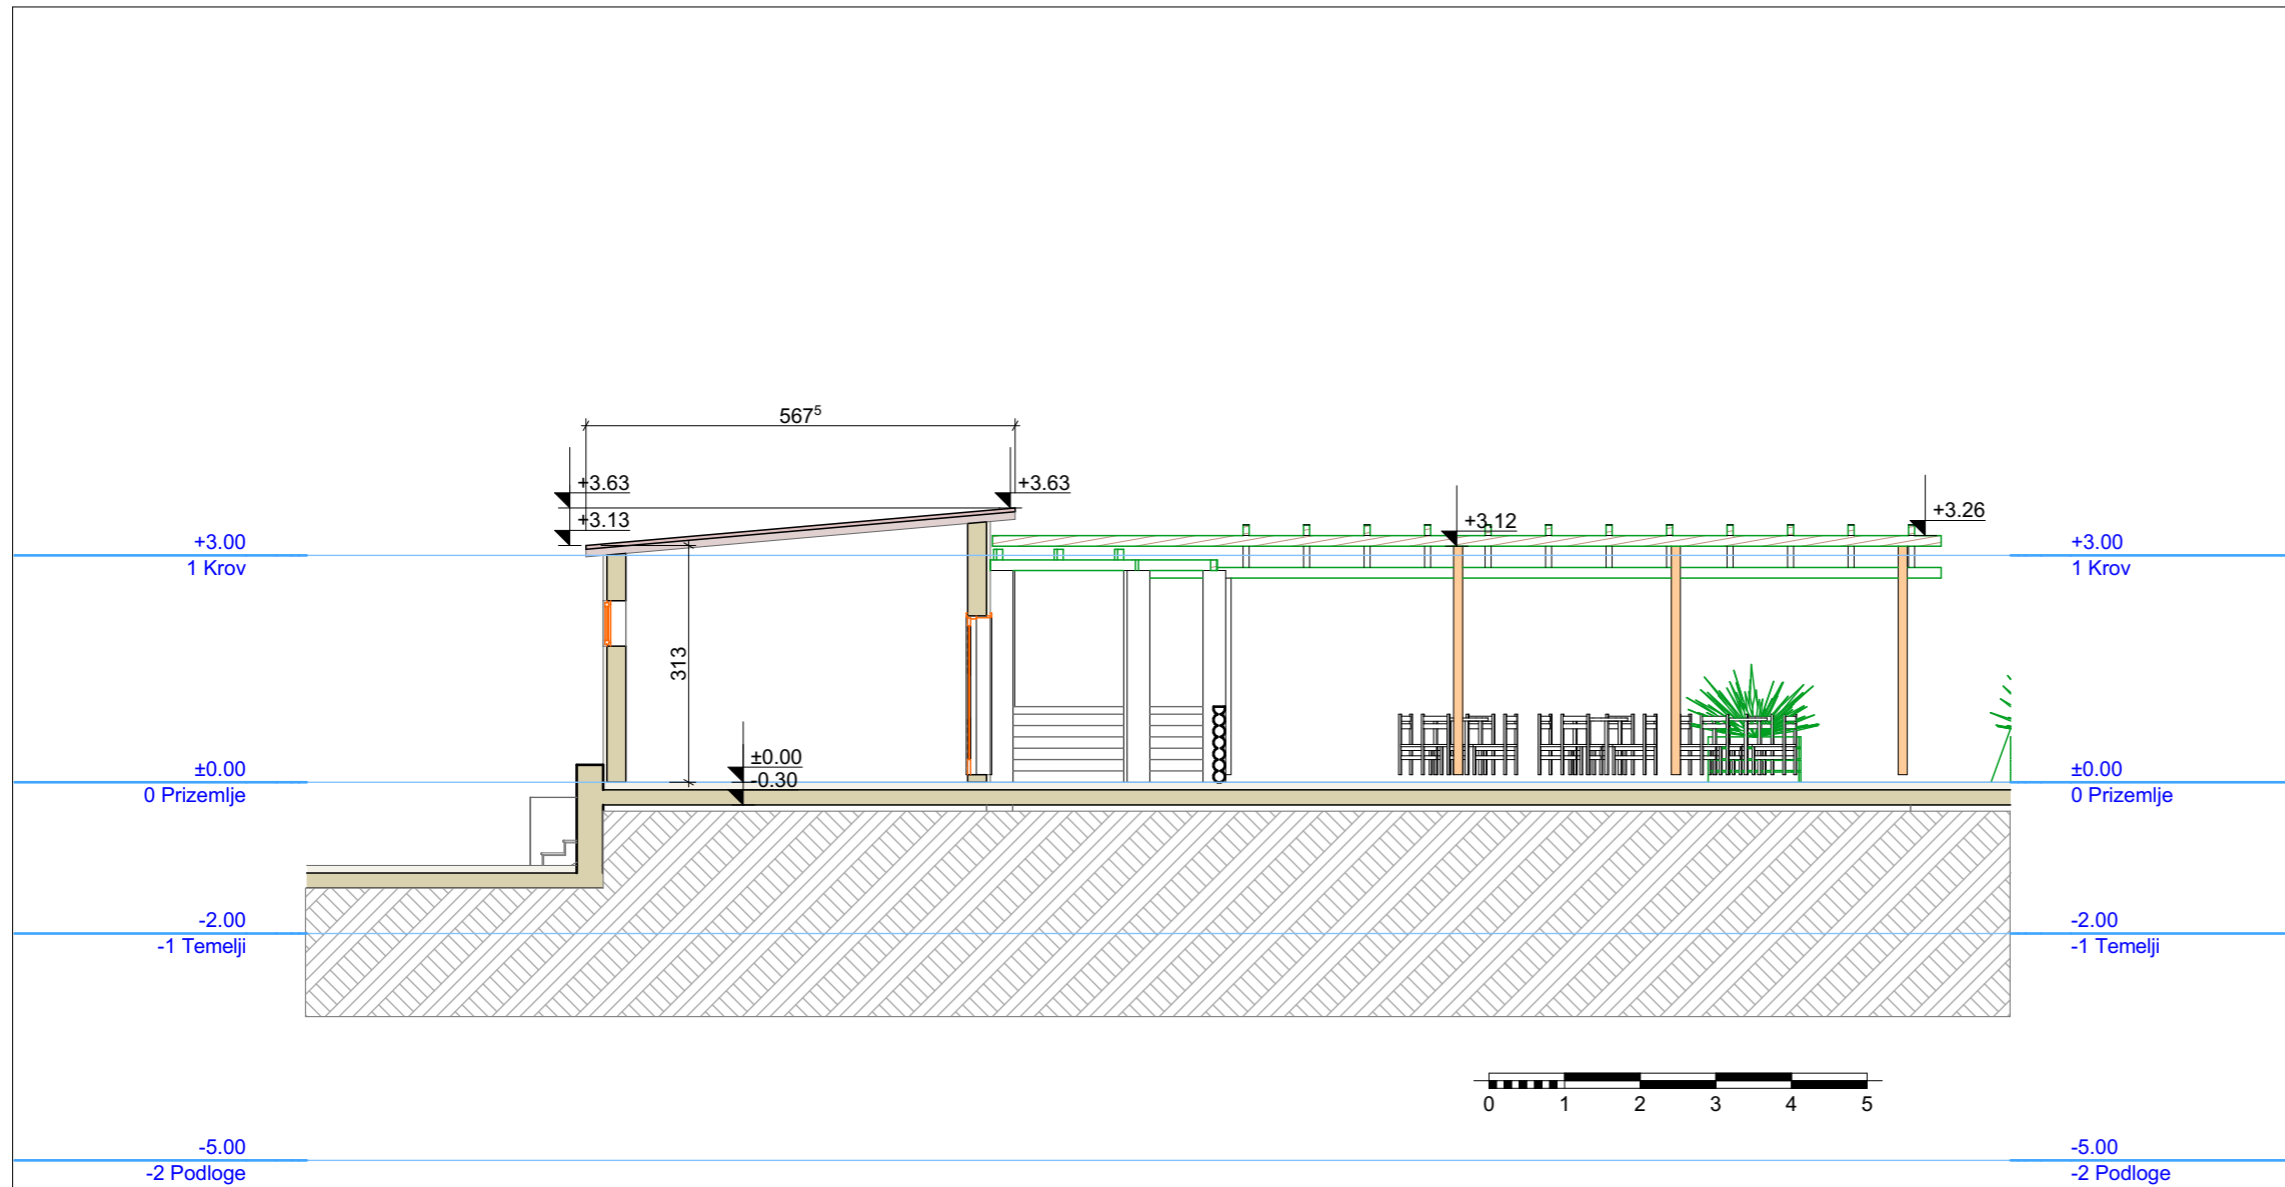 567⁵
+3.63
+3.63
+3.13
+3.12
+3.26
+3.00
1 Krov
+3.00
1 Krov
313
±0.00
-0.30
±0.00
0 Prizemlje
±0.00
0 Prizemlje
-2.00
-1 Temelji
-2.00
-1 Temelji
0 1 2 3 4 5
-5.00
-2 Podloge
-5.00
-2 Podloge